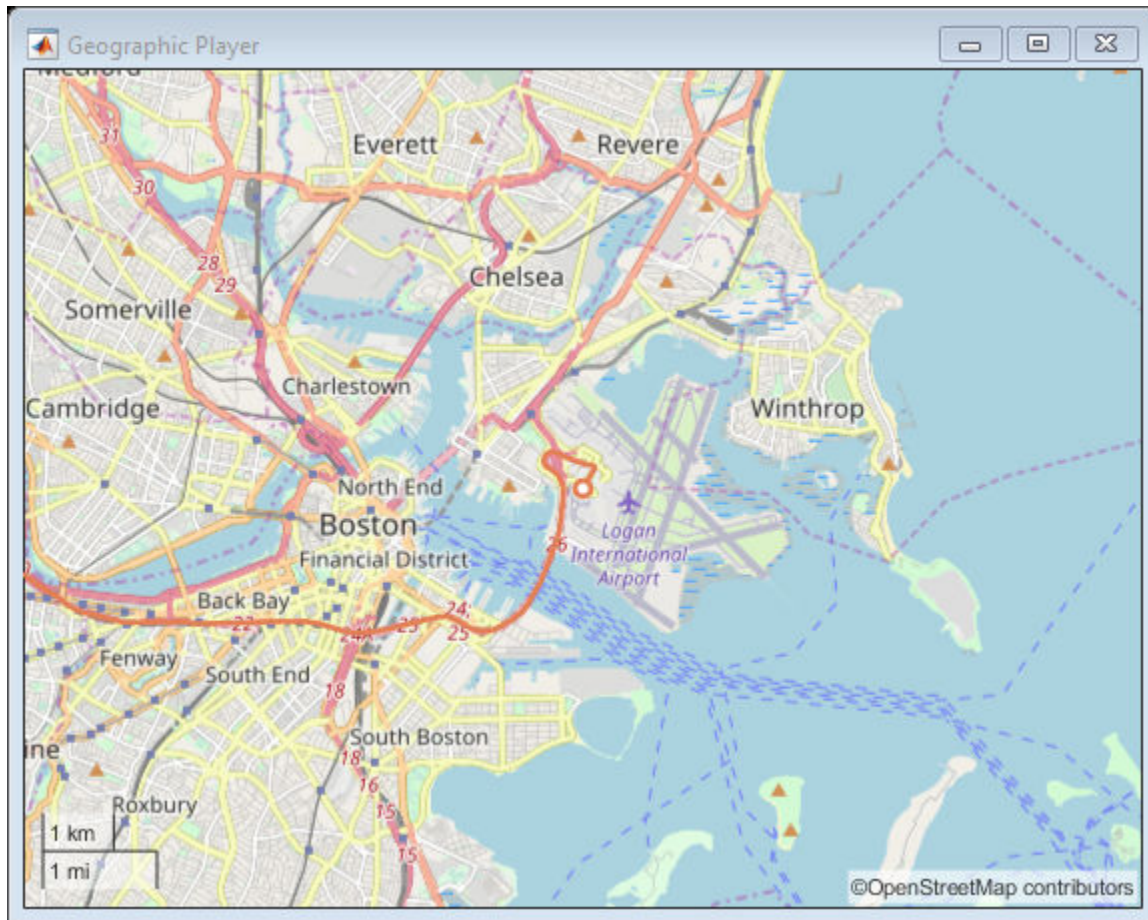 Geographic Player
Medford
31
Everett
Revere
30
28
29
Chelsea
Somerville
Charlestown
Cambridge
Winthrop
North End
Boston
Logan
International
Airport
26
Financial District
Back Bay
24;
25
22
24A
23
Fenway
South End
18
South Boston
ine
18
16
Roxbury
15
1 km
15
1 mi
©OpenStreetMap contributors